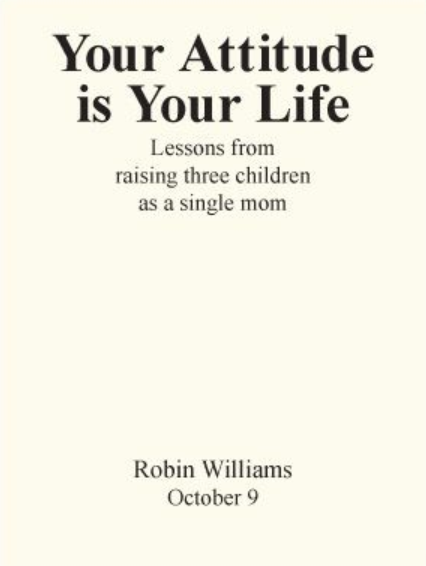 Your Attitude
is Your Life
Lessons from
raising three children
as a single mom
Robin Williams
October 9